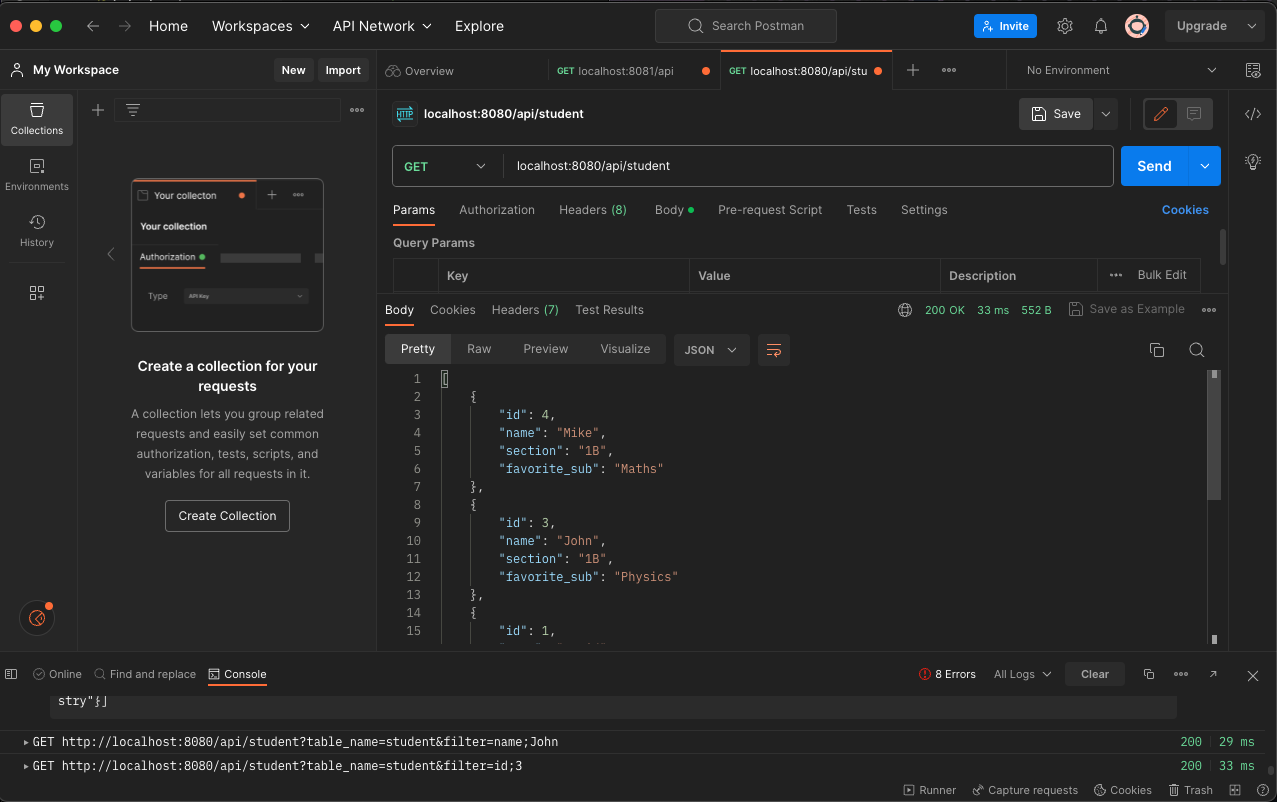 Home Workspaces API Network Explore Search Postman Invite Upgrade
My Workspace New Import Overview GET localhost:8081/api GET localhost:8080/api/stu No Environment
Collections
Environments
History
Your collecton
Your collection
Authorization
Type API Key
Create a collection for your
requests
A collection lets you group related
requests and easily set common
authorization, tests, scripts, and
variables for all requests in it.
Create Collection
HTTP localhost:8080/api/student Save
GET localhost:8080/api/student Send
Params Authorization Headers (8) Body Pre-request Script Tests Settings Cookies
Query Params
Key Value Description Bulk Edit
Body Cookies Headers (7) Test Results 200 OK 33 ms 552 B Save as Example
Pretty Raw Preview Visualize JSON
1 [
2 {
3 "id": 4,
4 "name": "Mike",
5 "section": "1B",
6 "favorite_sub": "Maths"
7 },
8 {
9 "id": 3,
10 "name": "John",
11 "section": "1B",
12 "favorite_sub": "Physics"
13 },
14 {
15 "id": 1,
Online Find and replace Console 8 Errors All Logs Clear
stry"}]
GET http://localhost:8080/api/student?table_name=student&filter=name;John 200 29 ms
GET http://localhost:8080/api/student?table_name=student&filter=id;3 200 33 ms
Runner Capture requests Cookies Trash